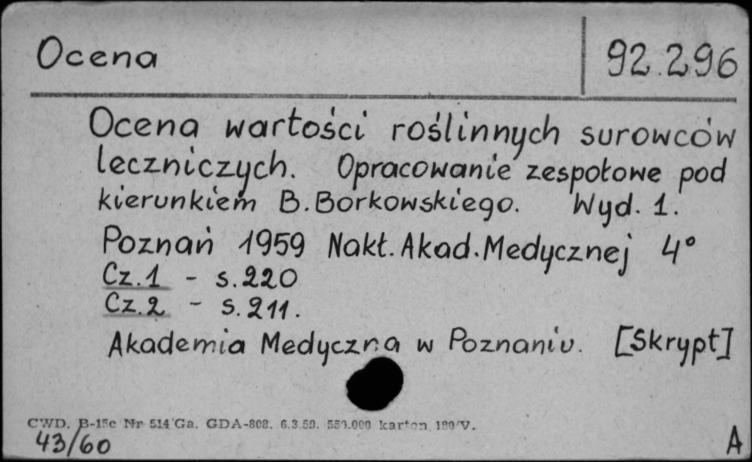 Ocena 92.296
Ocena wartości roślinnych surowców
leczniczych. Opracowanie zespołowe pod
kierunkiem B. Borkowskiego. Wyd. 1.
Poznań 1959 Nakł. Akad. Medycznej 4°
Cz. 1 - s. 220
Cz. 2 - s. 211.
Akademia Medyczna w Poznaniu. [Skrypt]
CWD. B-15c Nr 514 Ga. GDA-808. 6.3.59. 550.000 karton 180/V.
43/60 A